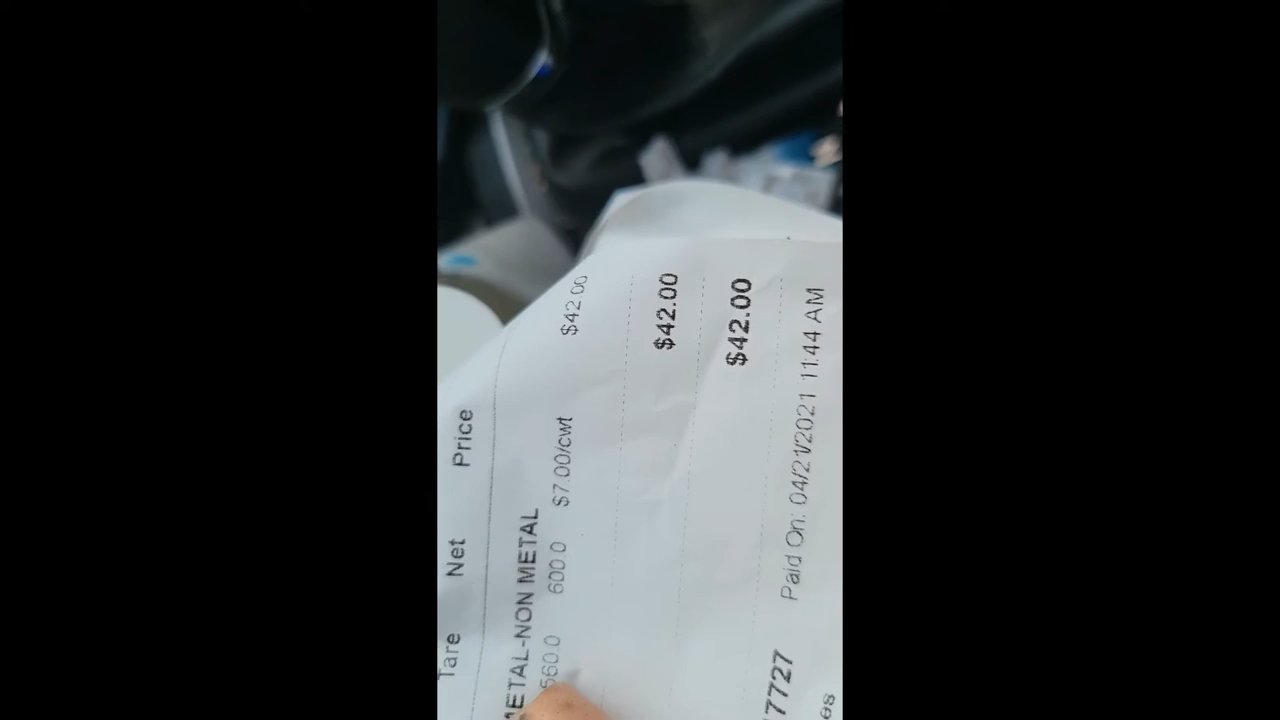 Tare Net Price
METAL-NON METAL
560.0 600.0 $7.00/cwt $42.00
$42.00
$42.00
7727 Paid On: 04/21/2021 11:44 AM